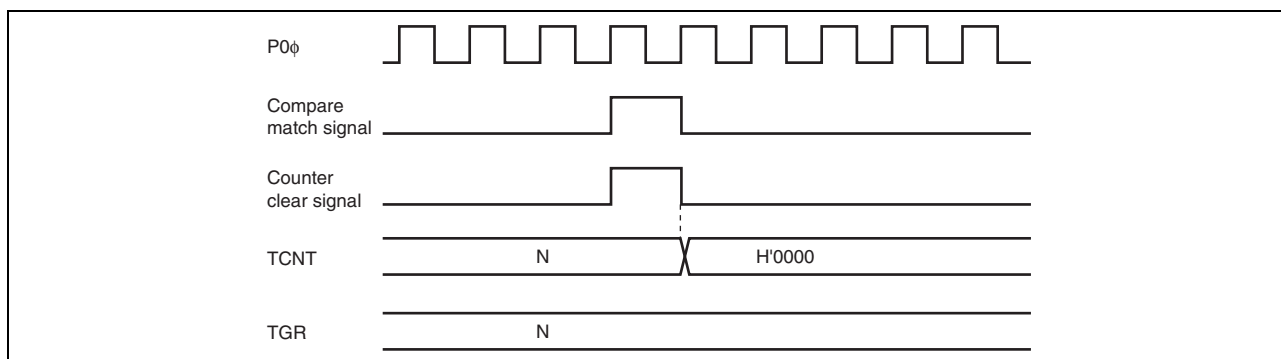 P0ϕ
Compare
match signal
Counter
clear signal
TCNT
N
H'0000
TGR
N